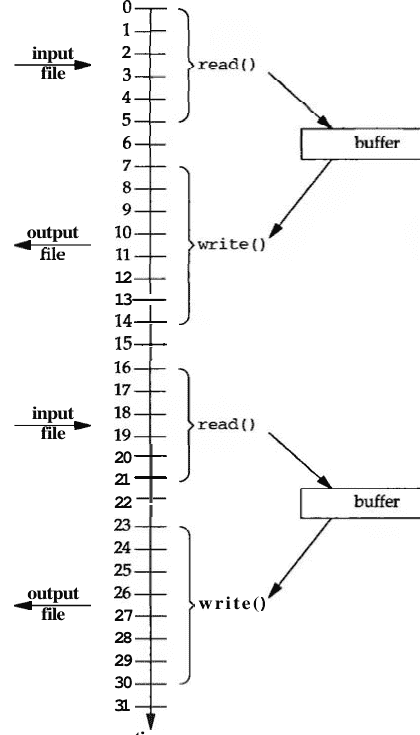 0
1
input
2
file
3
read()
4
5
6
buffer
7
8
9
output
10
write()
file
11
12
13
14
15
16
17
input
18
read()
file
19
20
21
22
buffer
23
24
25
output
26
write()
file
27
28
29
30
31